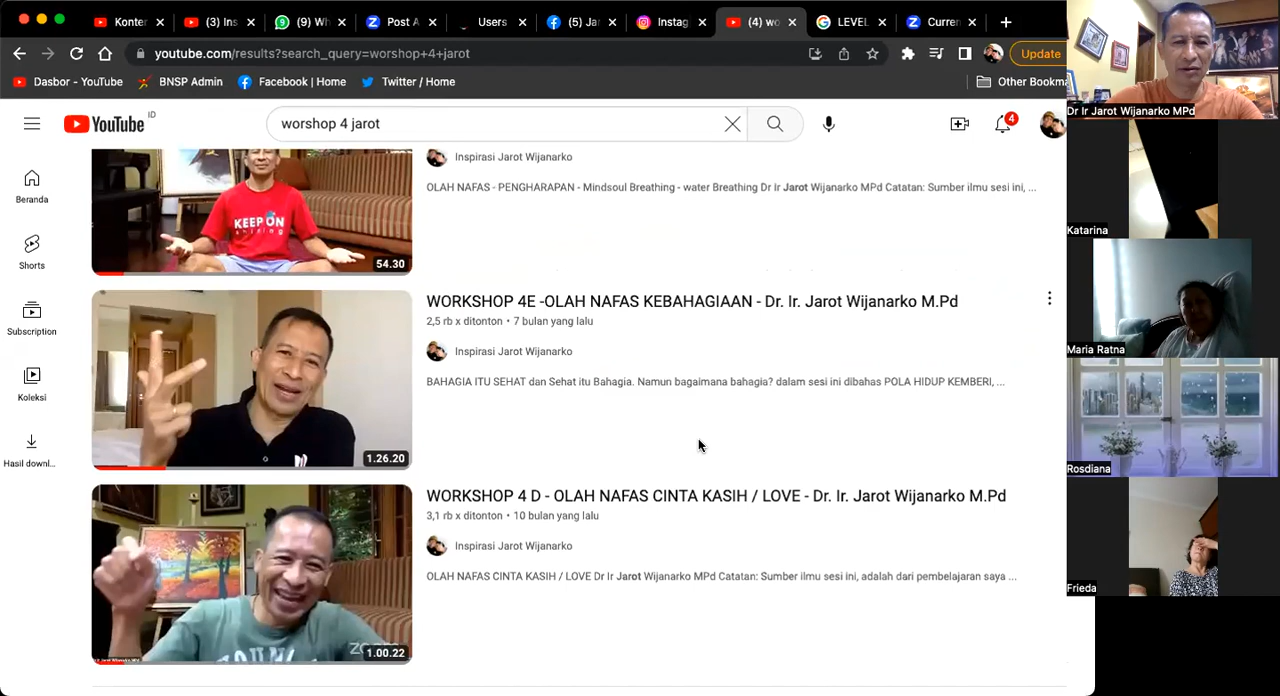 Konter
(3) Ins
(9) Wh
Post A
Users
(5) Jar
Instag
(4) wo
LEVEL
Curren
youtube.com/results?search_query=worshop+4+jarot
Update
Dasbor - YouTube
BNSP Admin
Facebook | Home
Twitter / Home
Other Bookma
YouTube ID
worshop 4 jarot
4
Beranda
Shorts
Subscription
Koleksi
Hasil downl...
KEEP ON
shining
54.30
Inspirasi Jarot Wijanarko
OLAH NAFAS - PENGHARAPAN - Mindsoul Breathing - water Breathing Dr Ir Jarot Wijanarko MPd Catatan: Sumber ilmu sesi ini, ...
1.26.20
WORKSHOP 4E -OLAH NAFAS KEBAHAGIAAN - Dr. Ir. Jarot Wijanarko M.Pd
2,5 rb x ditonton • 7 bulan yang lalu
Inspirasi Jarot Wijanarko
BAHAGIA ITU SEHAT dan Sehat itu Bahagia. Namun bagaimana bahagia? dalam sesi ini dibahas POLA HIDUP KEMBERI, ...
zoom
1.00.22
WORKSHOP 4 D - OLAH NAFAS CINTA KASIH / LOVE - Dr. Ir. Jarot Wijanarko M.Pd
3,1 rb x ditonton • 10 bulan yang lalu
Inspirasi Jarot Wijanarko
OLAH NAFAS CINTA KASIH / LOVE Dr Ir Jarot Wijanarko MPd Catatan: Sumber ilmu sesi ini, adalah dari pembelajaran saya ...
Dr Ir Jarot Wijanarko MPd
Katarina
Maria Ratna
Rosdiana
Frieda